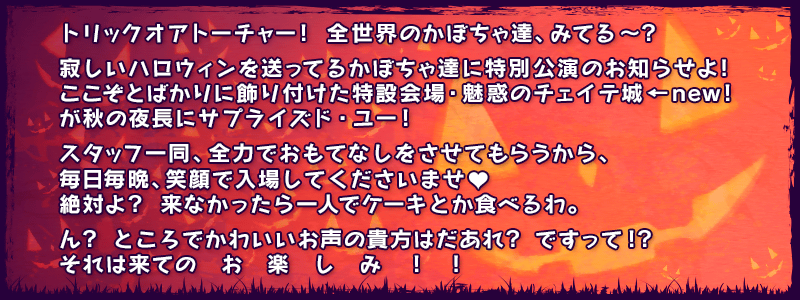 トリックオアトーチャー! 全世界のかぼちゃ達、みてる～?
寂しいハロウィンを送ってるかぼちゃ達に特別公演のお知らせよ!
ここぞとばかりに飾り付けた特設会場・魅惑のチェイテ城←new!
が秋の夜長にサプライズド・ユー!
スタッフ一同、全力でおもてなしをさせてもらうから、
毎日毎晩、笑顔で入場してくださいませ♥
絶対よ? 来なかったら一人でケーキとか食べるわ。
ん? ところでかわいいお声の貴方はだあれ? ですって!?
それは来ての お 楽 し み ! !